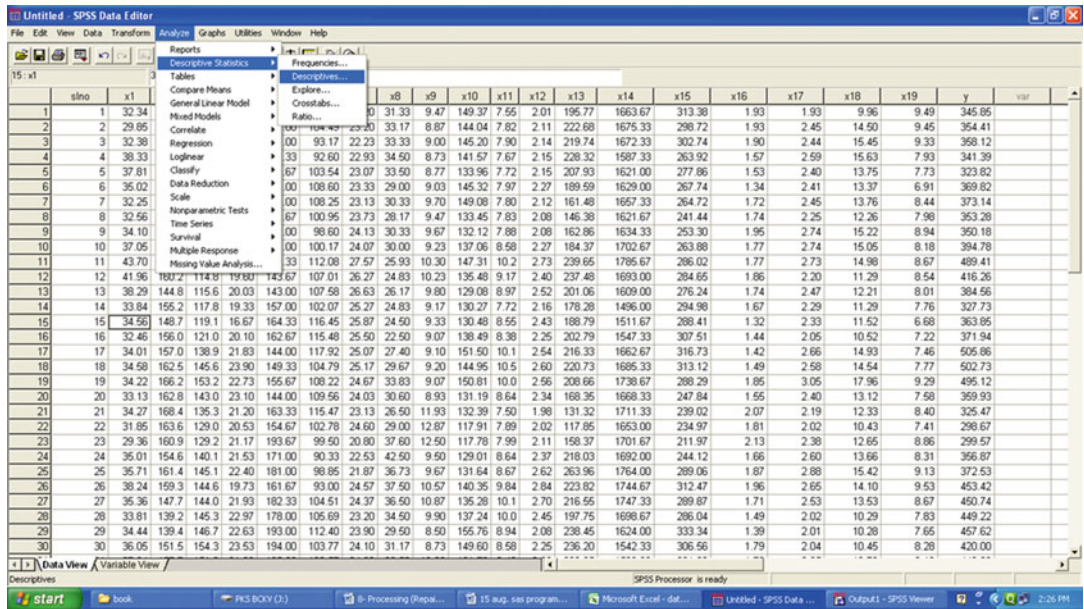 Untitled - SPSS Data Editor
File Edit View Data Transform Analyze Graphs Utilities Window Help
15 : x1
Reports
Descriptive Statistics
Tables
Compare Means
General Linear Model
Mixed Models
Correlate
Regression
Loglinear
Classify
Data Reduction
Scale
Nonparametric Tests
Time Series
Survival
Multiple Response
Missing Value Analysis...
Frequencies...
Descriptives...
Explore...
Crosstabs...
Ratio...
slno x1 x8 x9 x10 x11 x12 x13 x14 x15 x16 x17 x18 x19 y var
1 1 32.34 31.33 9.47 149.37 7.55 2.01 195.77 1663.67 313.38 1.93 1.93 9.96 9.49 345.85
2 2 29.85 33.17 8.87 144.04 7.82 2.11 222.68 1675.33 298.72 1.93 2.45 14.50 9.45 354.41
3 3 32.38 .00 93.17 22.23 33.33 9.00 145.20 7.90 2.14 219.74 1672.33 302.74 1.90 2.44 15.45 9.33 358.12
4 4 38.33 .33 92.60 22.93 34.50 8.73 141.57 7.67 2.15 228.32 1587.33 263.92 1.57 2.59 15.63 7.93 341.39
5 5 37.81 .67 103.54 23.07 33.50 8.77 133.96 7.72 2.15 207.93 1621.00 277.86 1.53 2.40 13.75 7.73 323.82
6 6 35.02 .00 108.60 23.33 29.00 9.03 145.32 7.97 2.27 189.59 1629.00 267.74 1.34 2.41 13.37 6.91 369.82
7 7 32.25 .00 108.25 23.13 30.33 9.70 149.08 7.80 2.12 161.48 1657.33 264.72 1.72 2.45 13.76 8.44 373.14
8 8 32.56 .67 100.95 23.73 28.17 9.47 133.45 7.83 2.08 146.38 1621.67 241.44 1.74 2.25 12.26 7.98 353.28
9 9 34.10 .00 98.60 24.13 30.33 9.67 132.12 7.88 2.08 162.86 1634.33 253.30 1.95 2.74 15.22 8.94 350.18
10 10 37.05 .00 100.17 24.07 30.00 9.23 137.06 8.58 2.27 184.37 1702.67 263.88 1.77 2.74 15.05 8.18 394.78
11 11 43.70 .33 112.08 27.57 25.93 10.30 147.31 10.2 2.73 239.65 1785.67 286.02 1.77 2.73 14.98 8.67 489.41
12 12 41.96 160.2 114.8 19.60 143.67 107.01 26.27 24.83 10.23 135.48 9.17 2.40 237.48 1693.00 284.65 1.86 2.20 11.29 8.54 416.26
13 13 38.29 144.8 115.6 20.03 143.00 107.58 26.63 26.17 9.80 129.08 8.97 2.52 201.06 1609.00 276.24 1.74 2.47 12.21 8.01 384.56
14 14 33.84 155.2 117.8 19.33 157.00 102.07 25.27 24.83 9.17 130.27 7.72 2.16 178.28 1496.00 294.98 1.67 2.29 11.29 7.76 327.73
15 15 34.56 148.7 119.1 16.67 164.33 116.45 25.87 24.50 9.33 130.48 8.55 2.43 188.79 1511.67 288.41 1.32 2.33 11.52 6.68 363.85
16 16 32.46 156.0 121.0 20.10 162.67 115.48 25.50 22.50 9.07 138.49 8.38 2.25 202.79 1547.33 307.51 1.44 2.05 10.52 7.22 371.94
17 17 34.01 157.0 138.9 21.83 144.00 117.92 25.07 27.40 9.10 151.50 10.1 2.54 216.33 1662.67 316.73 1.42 2.66 14.93 7.46 505.86
18 18 34.58 162.5 145.6 23.90 149.33 104.79 25.17 29.67 9.20 144.95 10.5 2.60 220.73 1685.33 313.12 1.49 2.58 14.54 7.77 502.73
19 19 34.22 166.2 153.2 22.73 155.67 108.22 24.67 33.83 9.07 150.81 10.0 2.56 208.66 1738.67 288.29 1.85 3.05 17.96 9.29 495.12
20 20 33.13 162.8 143.0 23.10 144.00 109.56 24.03 30.60 8.93 131.19 8.64 2.34 168.35 1668.33 247.84 1.55 2.40 13.12 7.58 359.93
21 21 34.27 168.4 135.3 21.20 163.33 115.47 23.13 26.50 11.93 132.39 7.50 1.98 131.32 1711.33 239.02 2.07 2.19 12.33 8.40 325.47
22 22 31.85 163.6 129.0 20.53 154.67 102.78 24.60 29.00 12.87 117.91 7.89 2.02 117.85 1653.00 234.97 1.81 2.02 10.43 7.41 298.67
23 23 29.36 160.9 129.2 21.17 193.67 99.50 20.80 37.60 12.50 117.78 7.99 2.11 158.37 1701.67 211.97 2.13 2.38 12.65 8.86 299.57
24 24 35.01 154.6 140.1 21.53 171.00 90.33 22.53 42.50 9.50 129.01 8.64 2.37 218.03 1692.00 244.12 1.66 2.60 13.66 8.31 356.87
25 25 35.71 161.4 145.1 22.40 181.00 98.85 21.87 36.73 9.67 131.64 8.67 2.62 263.96 1764.00 289.06 1.87 2.88 15.42 9.13 372.53
26 26 38.24 159.3 144.6 19.73 161.67 93.00 24.57 37.50 10.57 140.35 9.84 2.84 223.82 1744.67 312.47 1.96 2.65 14.10 9.53 453.42
27 27 35.36 147.7 144.0 21.93 182.33 104.51 24.37 36.50 10.87 135.28 10.1 2.70 216.55 1747.33 289.87 1.71 2.53 13.53 8.67 450.74
28 28 33.81 139.2 145.3 22.97 178.00 105.69 23.20 34.50 9.90 137.24 10.0 2.45 197.75 1698.67 286.04 1.49 2.02 10.29 7.83 449.22
29 29 34.44 139.4 146.7 22.63 193.00 112.40 23.90 29.50 8.50 155.76 8.94 2.08 238.45 1624.00 333.34 1.39 2.01 10.28 7.65 457.62
30 30 36.05 151.5 154.3 23.53 194.00 103.77 24.10 31.17 8.73 149.60 8.58 2.25 236.20 1542.33 306.56 1.79 2.04 10.45 8.28 420.00
Data View Variable View
Descriptives SPSS Processor is ready
start book PKS BCKV (J:) 8- Processing (Repai... 15 aug. sas program... Microsoft Excel - dat... Untitled - SPSS Data ... Output1 - SPSS Viewer 2:26 PM